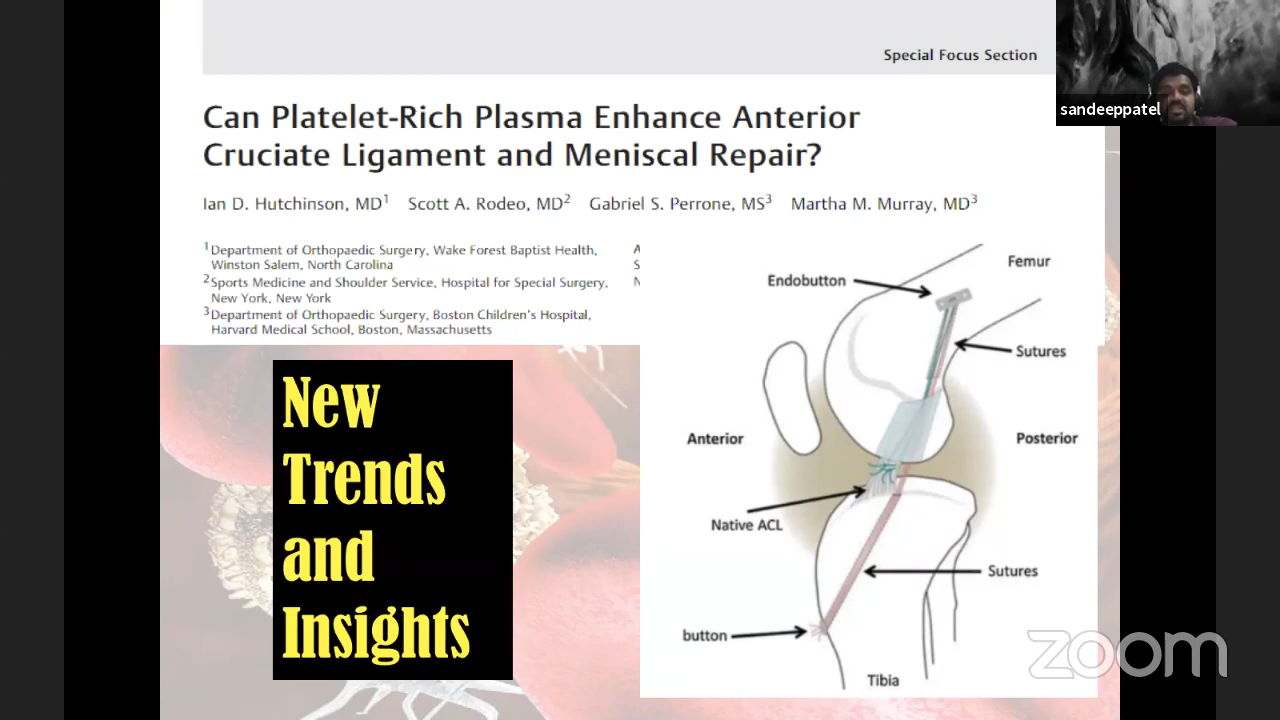 Special Focus Section
sandeeppatel
Can Platelet-Rich Plasma Enhance Anterior
Cruciate Ligament and Meniscal Repair?
Ian D. Hutchinson, MD1 Scott A. Rodeo, MD2 Gabriel S. Perrone, MS3 Martha M. Murray, MD3
1 Department of Orthopaedic Surgery, Wake Forest Baptist Health,
Winston Salem, North Carolina
2 Sports Medicine and Shoulder Service, Hospital for Special Surgery,
New York, New York
3 Department of Orthopaedic Surgery, Boston Children's Hospital,
Harvard Medical School, Boston, Massachusetts
A
S
N
New
Trends
and
Insights
Femur
Endobutton
Sutures
Anterior
Posterior
Native ACL
Sutures
button
Tibia
zoom